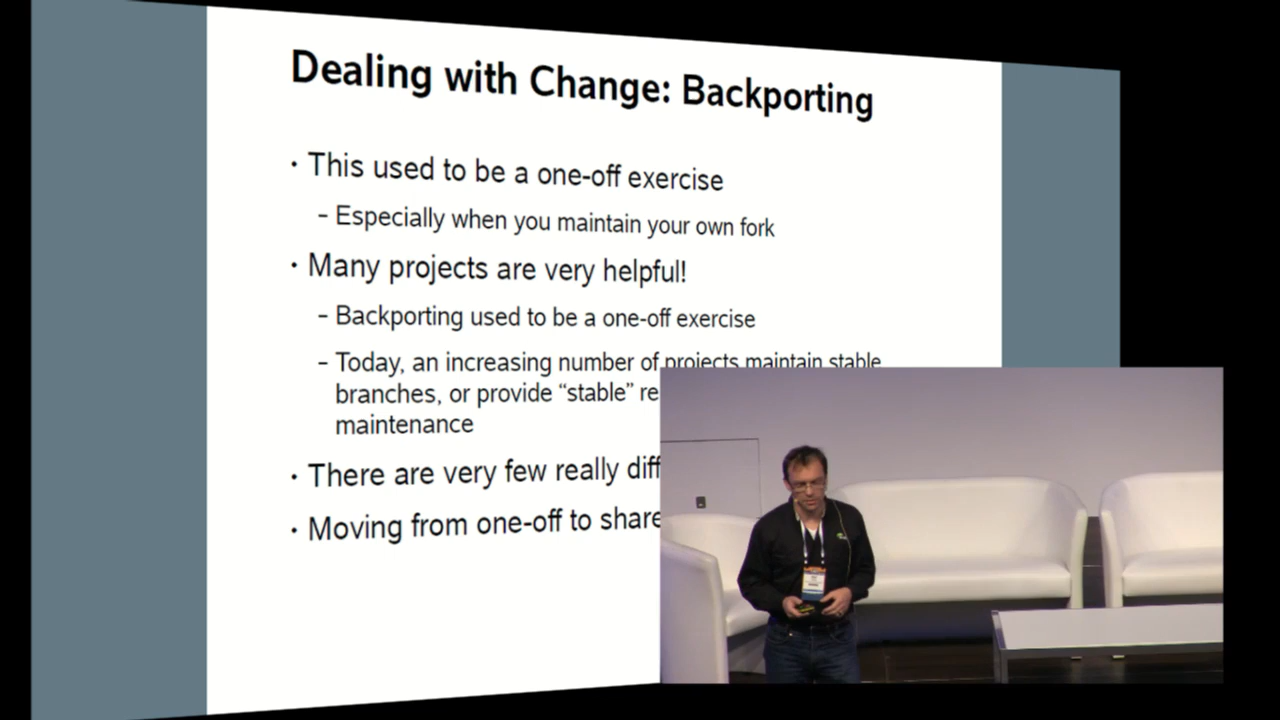 Dealing with Change: Backporting
• This used to be a one-off exercise
– Especially when you maintain your own fork
• Many projects are very helpful!
– Backporting used to be a one-off exercise
– Today, an increasing number of projects maintain stable
branches, or provide “stable” re
maintenance
• There are very few really diff
• Moving from one-off to share